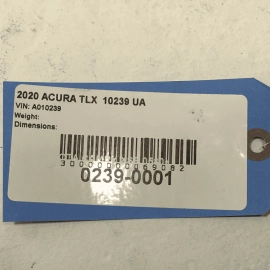 2020 ACURA TLX 10239 UA
VIN: A010239
Weight:
Dimensions:
3000000069082
0239-0001